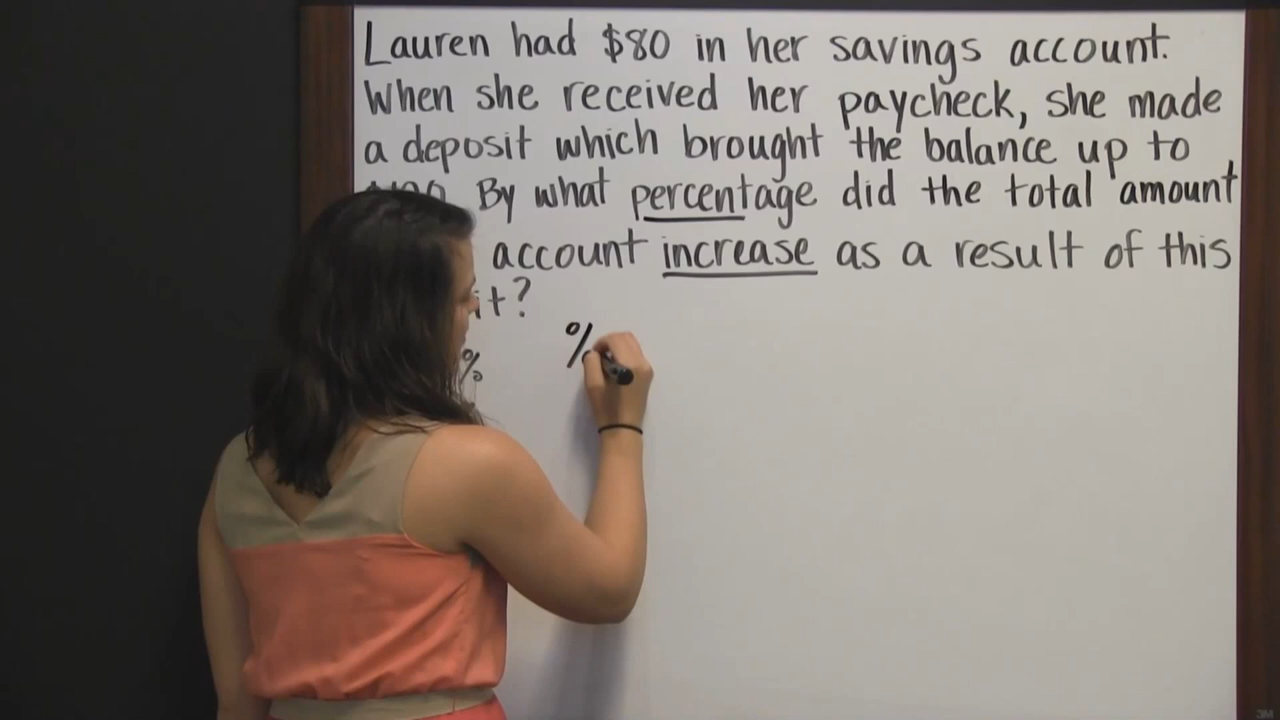 Lauren had $80 in her savings account.
When she received her paycheck, she made
a deposit which brought the balance up to
By what percentage did the total amount
account increase as a result of this
it?
%
%